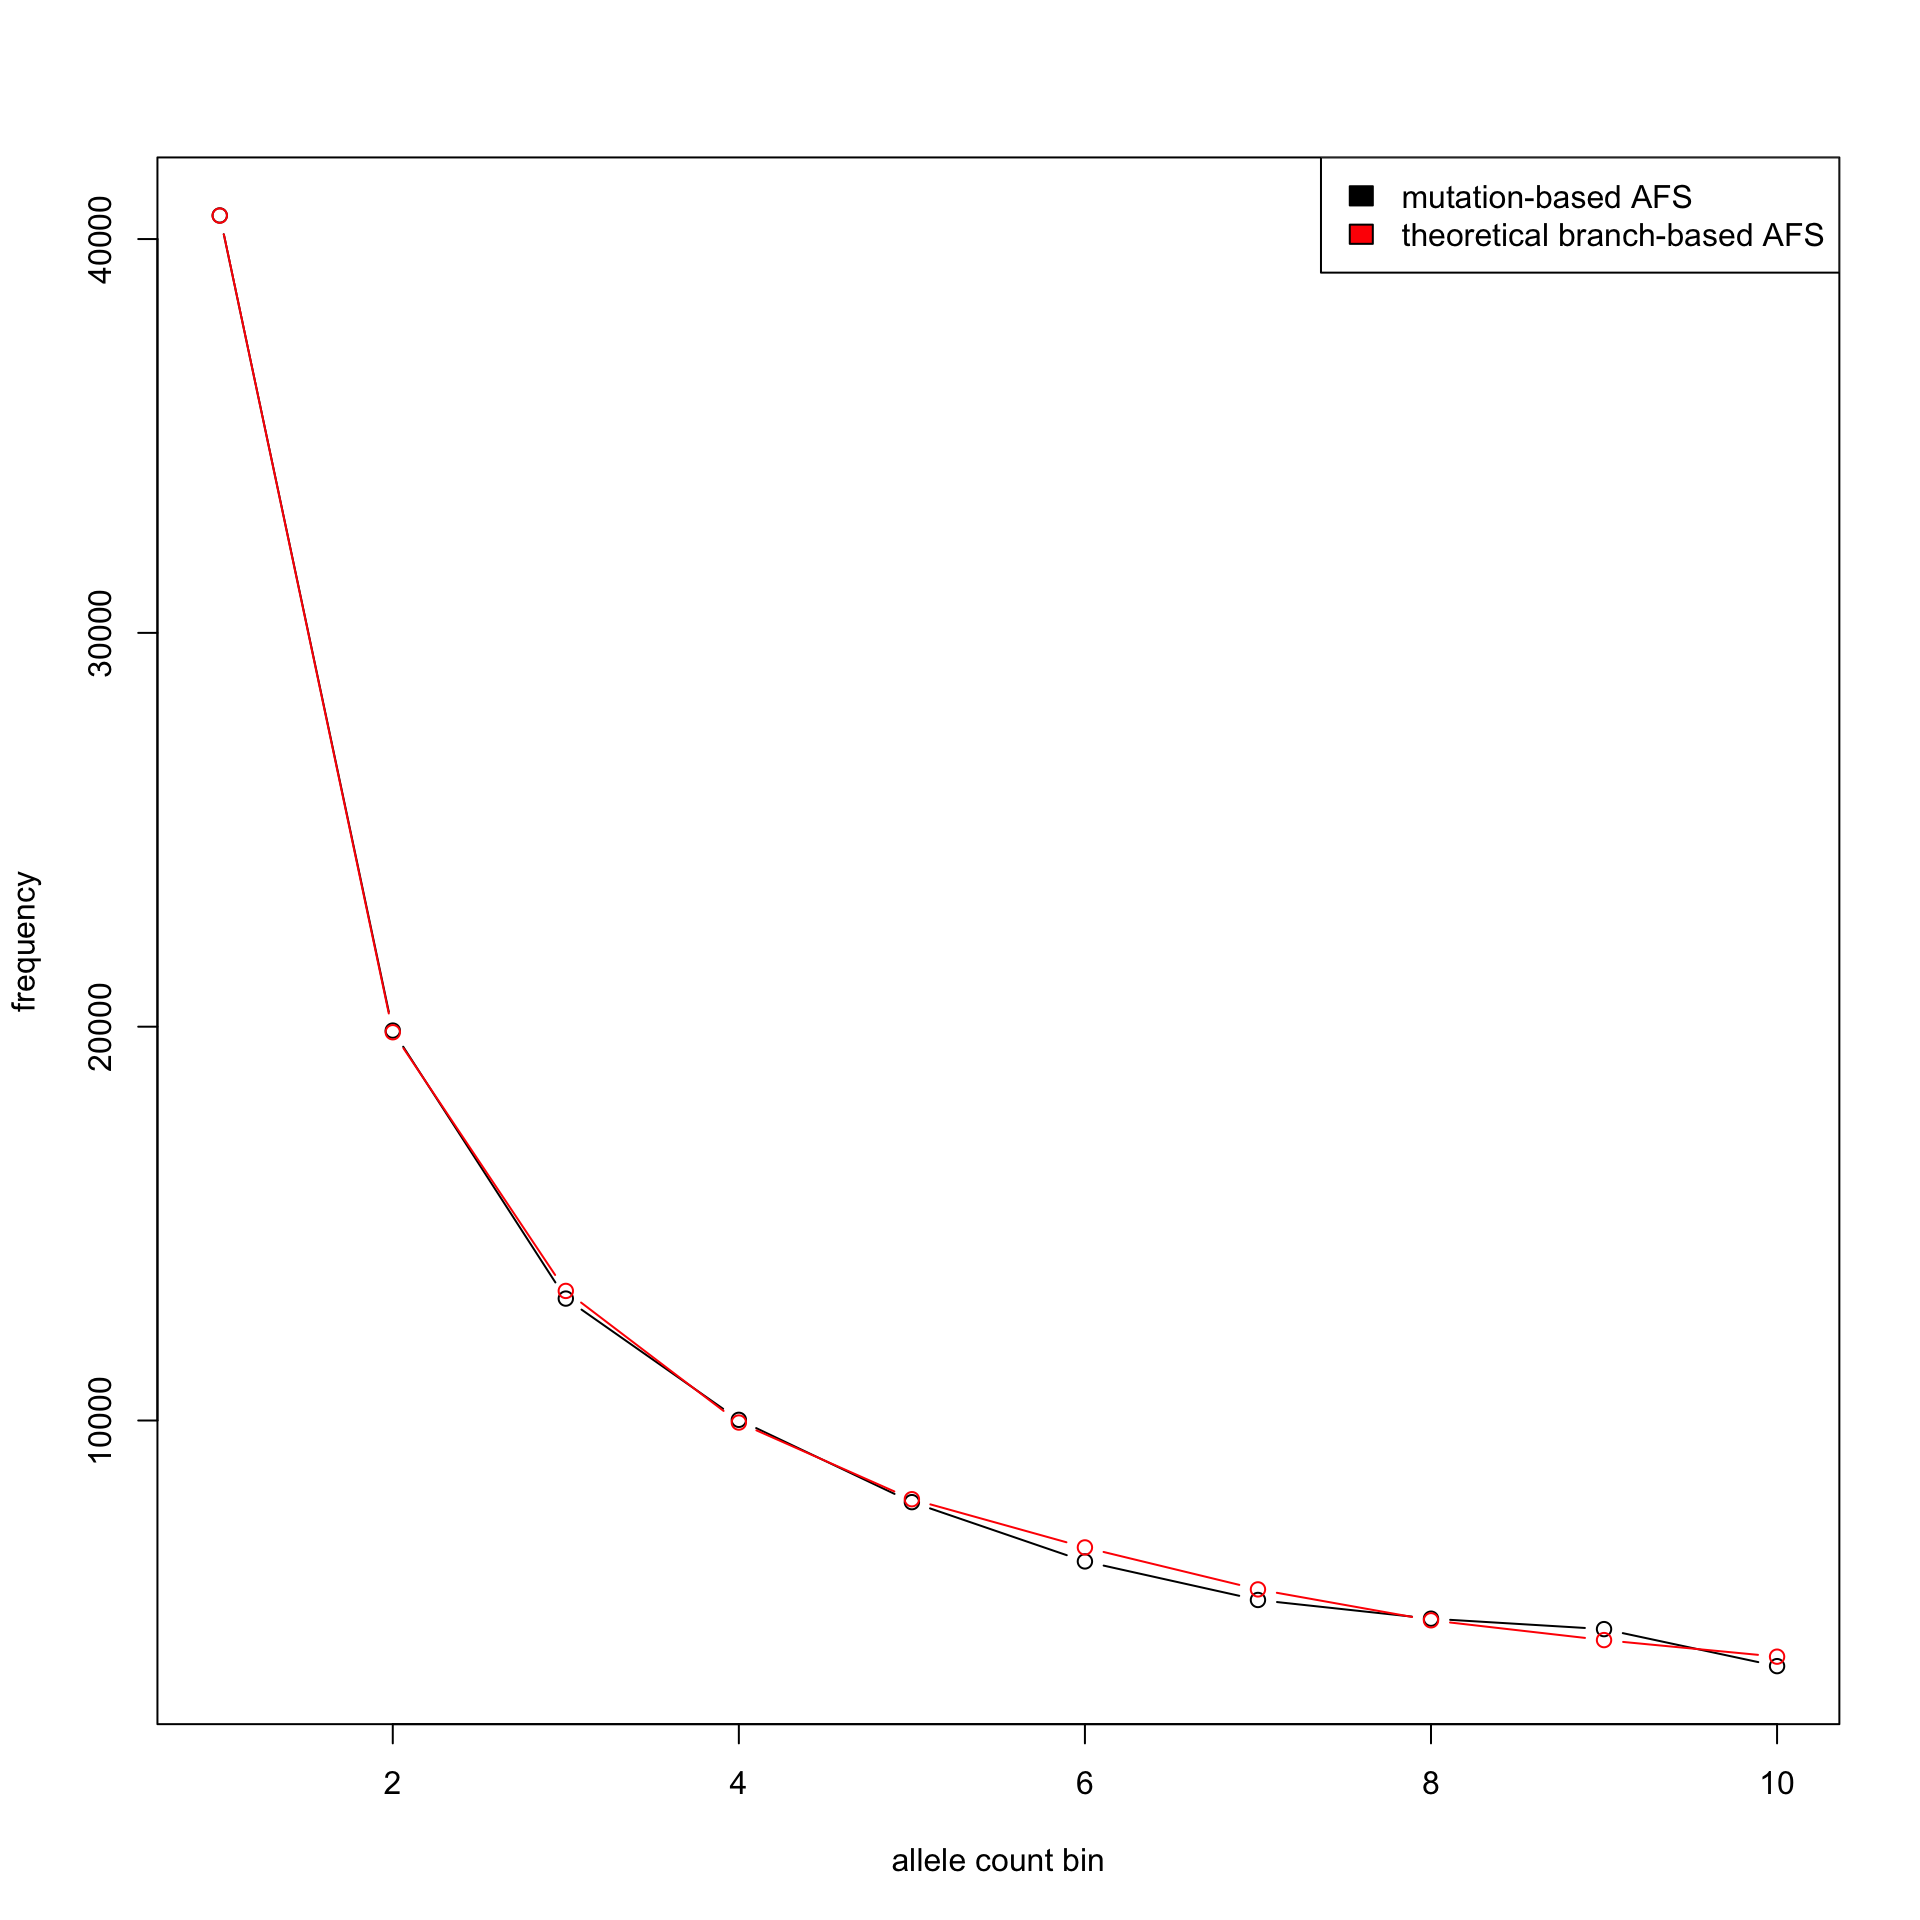 mutation-based AFS
theoretical branch-based AFS
40000
30000
20000
10000
frequency
2 4 6 8 10
allele count bin